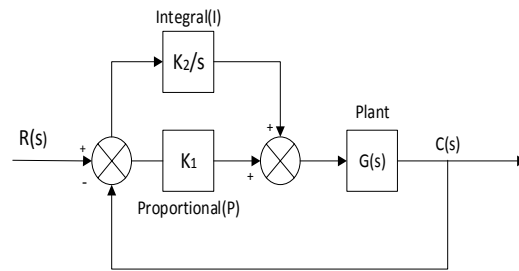 Integral(I)
K₂/s
Plant
R(s)
+
+
-
K₁
+
G(s)
C(s)
Proportional(P)